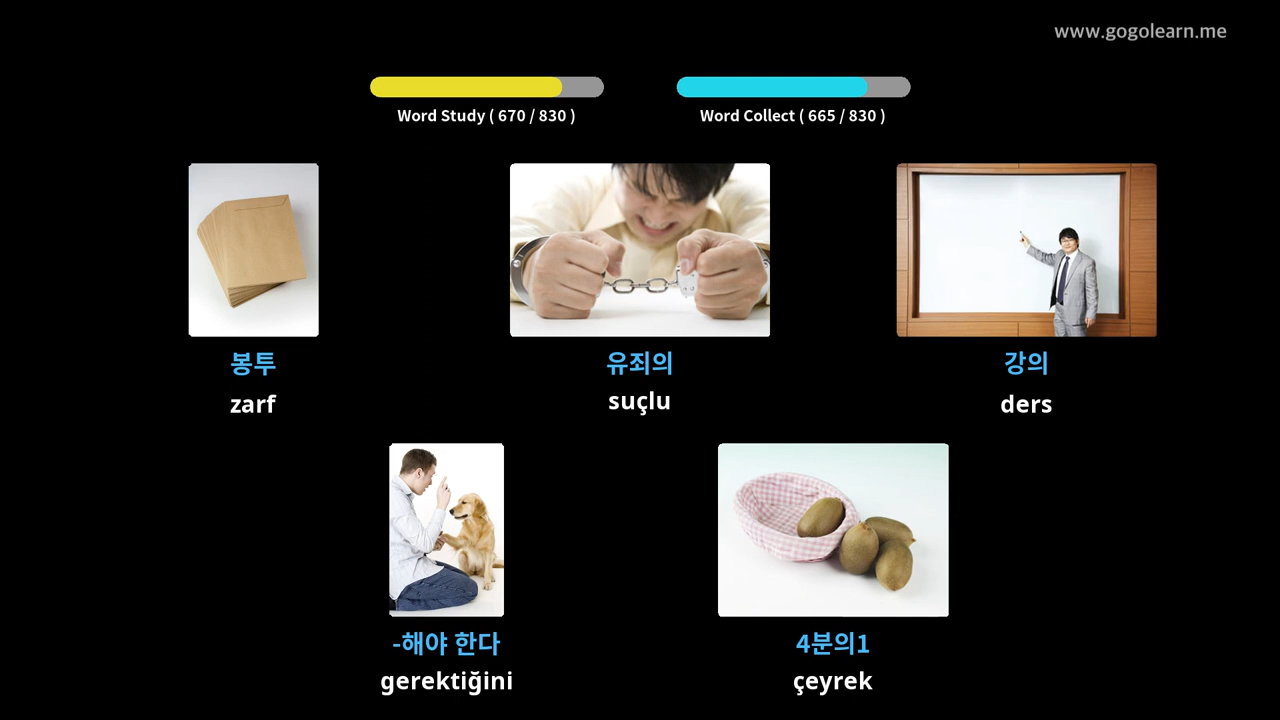 www.gogolearn.me
Word Study ( 670 / 830 )
Word Collect ( 665 / 830 )
봉투
zarf
유죄의
suçlu
강의
ders
-해야 한다
gerektiğini
4분의1
çeyrek